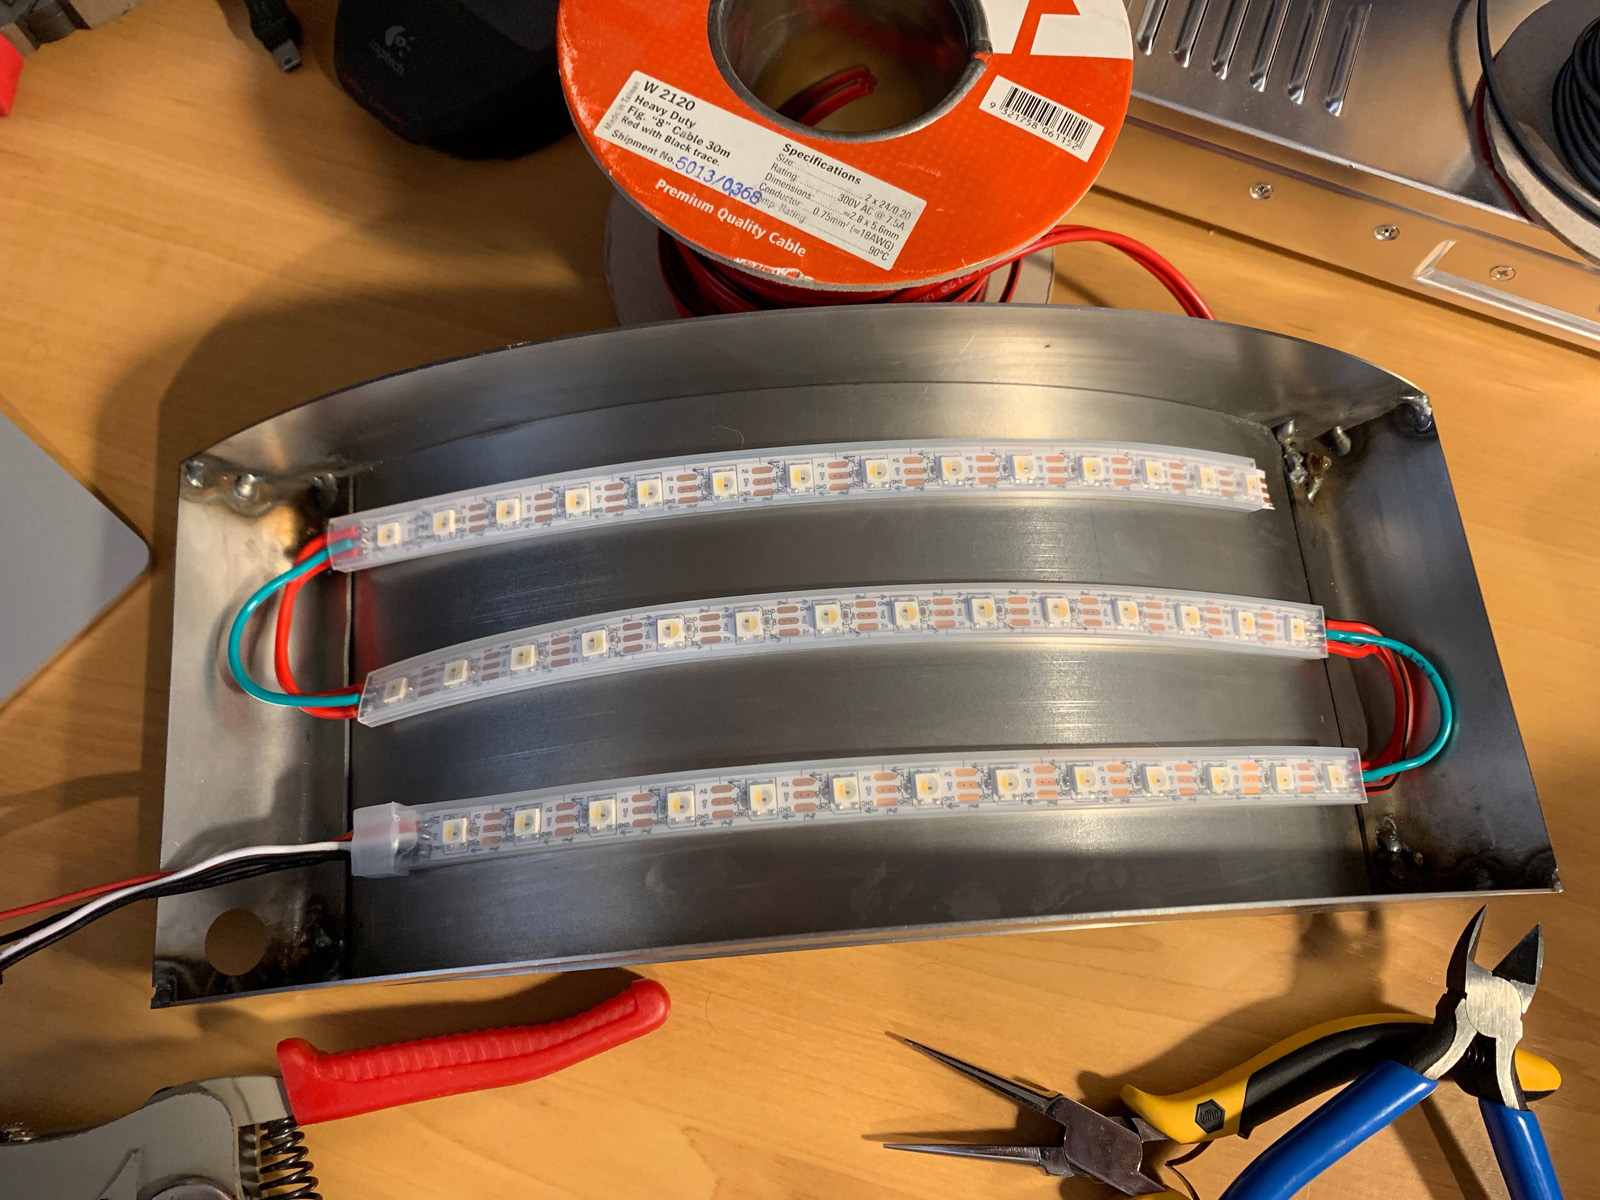 Logitech
W 2120
Heavy Duty
Fig. "8" Cable 30m
Red with Black trace.
Shipment No. 5013/0368
Made in Taiwan
Specifications
Size: 2 x 24/0.20
Rating 300V AC @ 7.5A
Dimensions ≈2.8 x 5.6mm
Conductor 0.75mm² (≈18AWG)
Temp. Rating 90°C
Premium Quality Cable
9 321758 061152
GND
5V